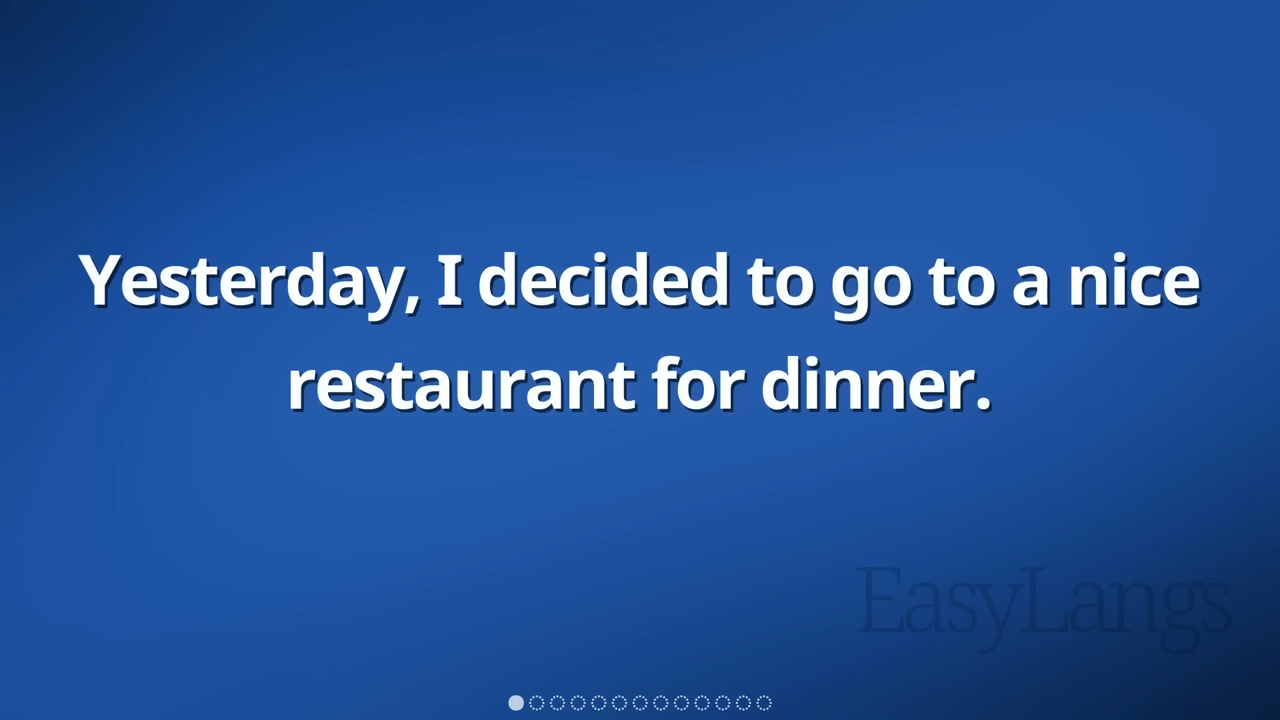 Yesterday, I decided to go to a nice
restaurant for dinner.
EasyLangs